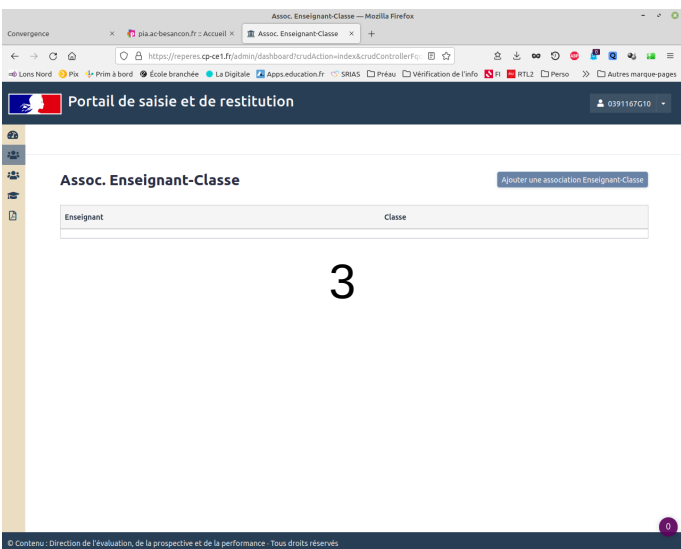 Assoc. Enseignant-Classe — Mozilla Firefox
Convergence × pia.ac-besancon.fr :: Accueil × Assoc. Enseignant-Classe × +
https://reperes.cp-ce1.fr/admin/dashboard?crudAction=index&crudControllerFq
Lons Nord Pix Prim à bord École branchée La Digitale Apps.education.fr SRIAS Préau Vérification de l'info FI RTL2 Perso Autres marque-pages
Portail de saisie et de restitution
0391167G10
Assoc. Enseignant-Classe
Ajouter une association Enseignant-Classe
Enseignant Classe
3
0
© Contenu : Direction de l'évaluation, de la prospective et de la performance - Tous droits réservés